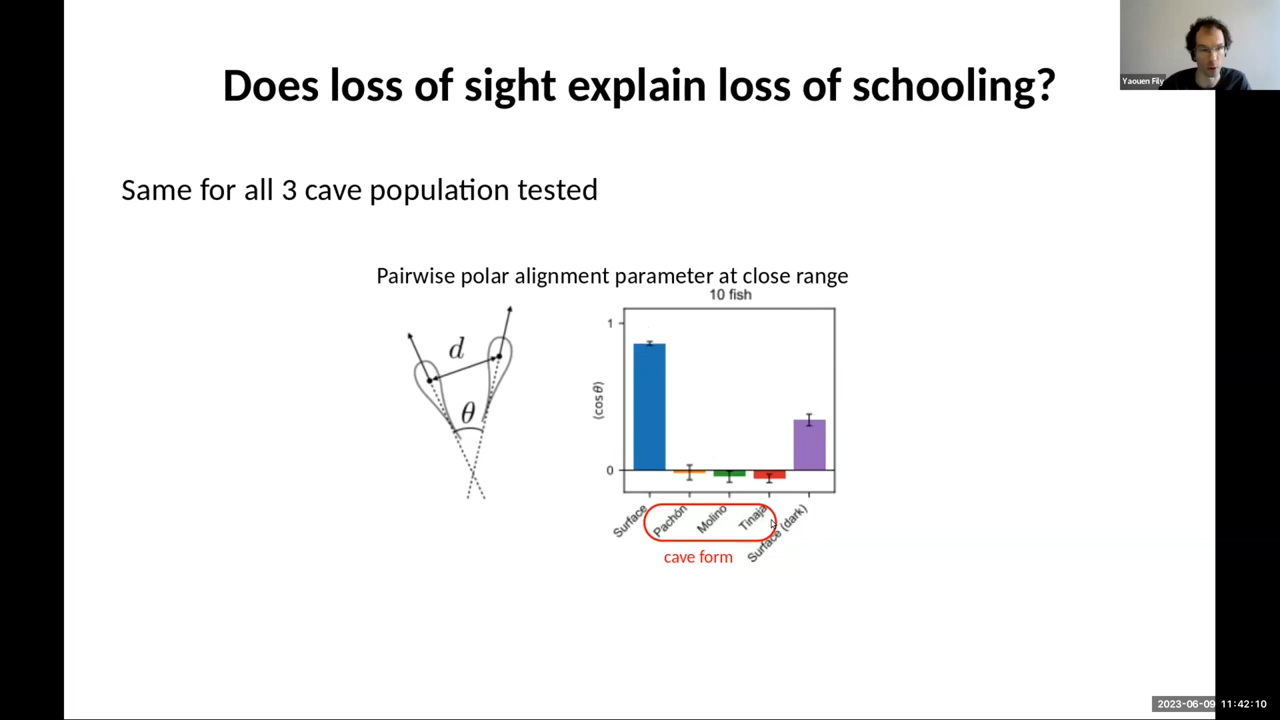 Does loss of sight explain loss of schooling?
Yaouen Fily
Same for all 3 cave population tested
Pairwise polar alignment parameter at close range
10 fish
d
θ
⟨cos θ⟩
1
0
Surface
Pachón
Molino
Tinaja
Surface (dark)
cave form
2023-06-09 11:42:10